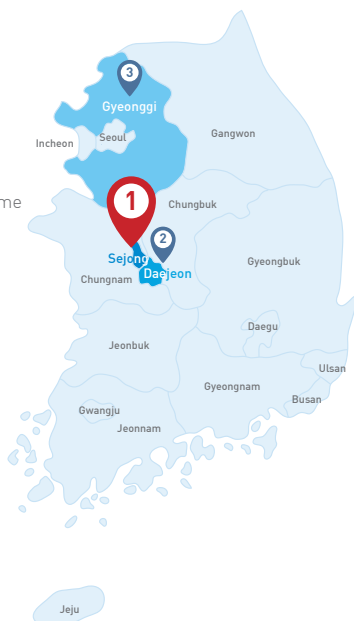 3
Gyeonggi
Seoul
Gangwon
Incheon
me
1
Chungbuk
2
Sejong
Gyeongbuk
Daejeon
Chungnam
Daegu
Jeonbuk
Ulsan
Gyeongnam
Busan
Gwangju
Jeonnam
Jeju